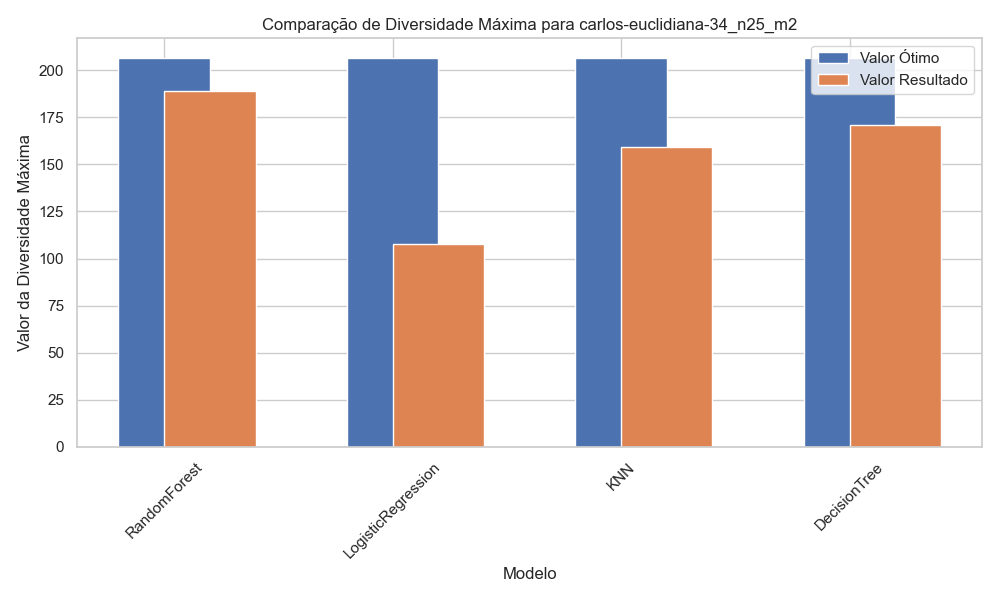 Comparação de Diversidade Máxima para carlos-euclidiana-34_n25_m2
Valor Ótimo
Valor Resultado
Valor da Diversidade Máxima
200
175
150
125
100
75
50
25
0
RandomForest
LogisticRegression
KNN
DecisionTree
Modelo